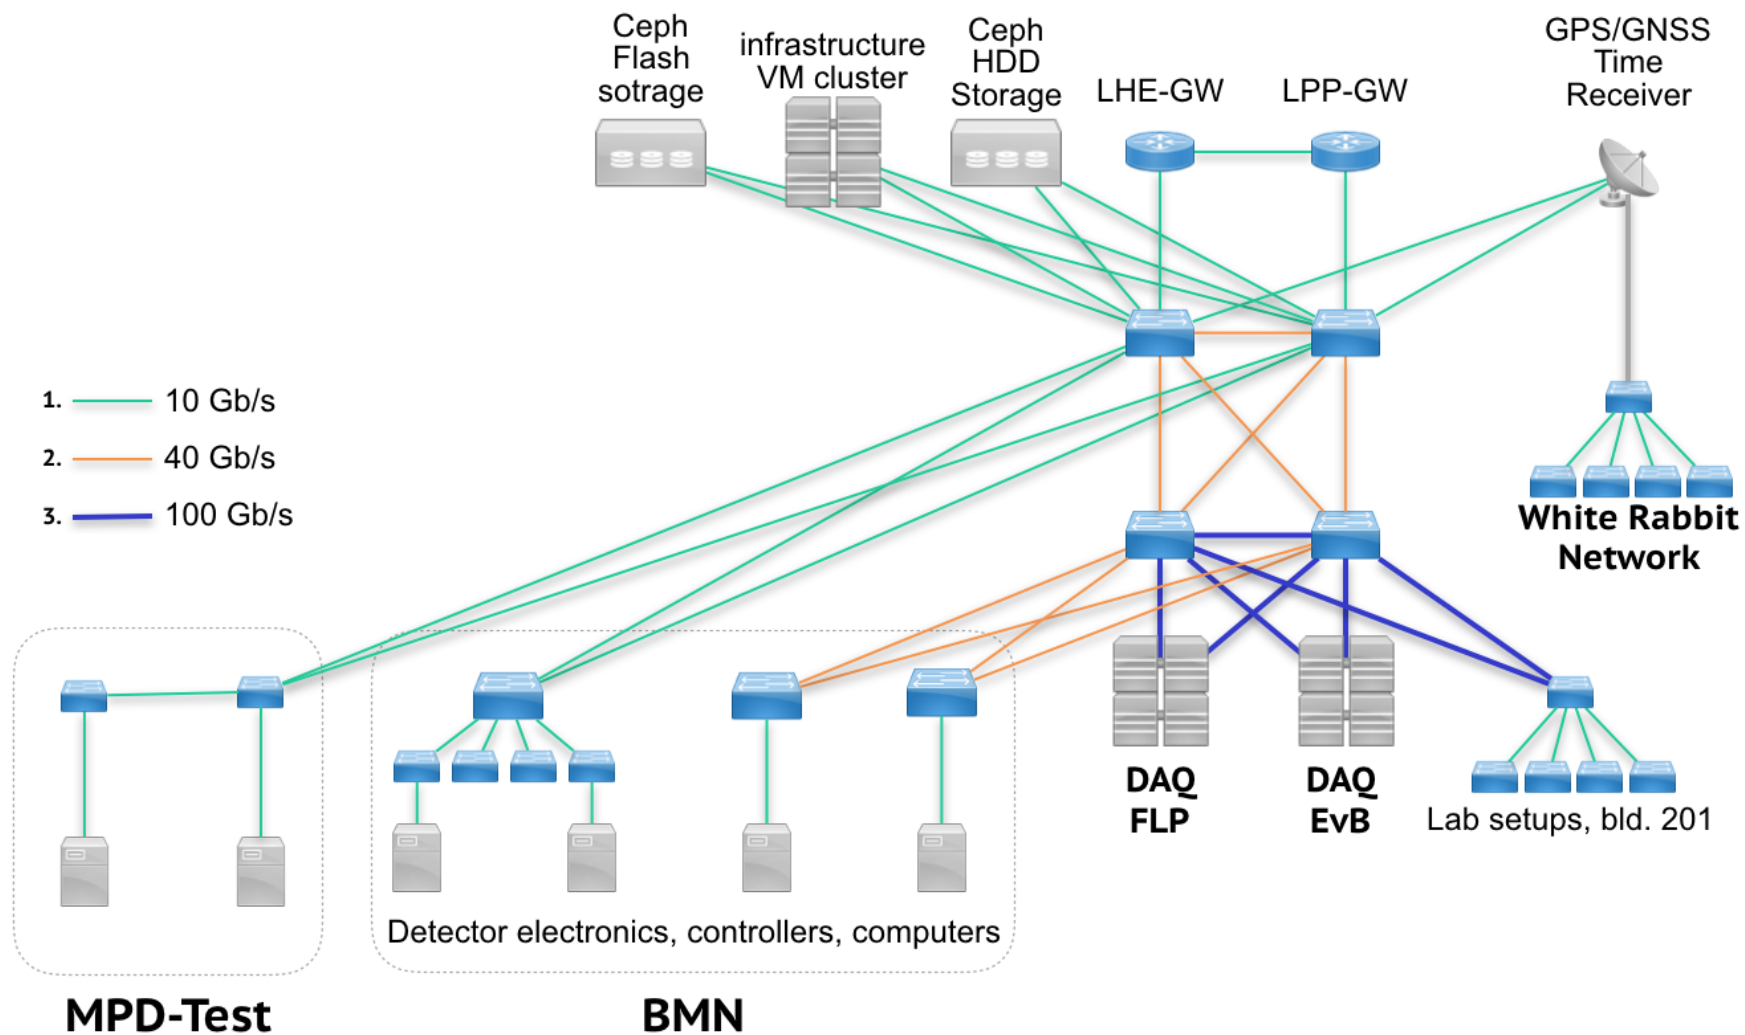 Ceph
Flash
sotrage
infrastructure
VM cluster
Ceph
HDD
Storage
LHE-GW
LPP-GW
GPS/GNSS
Time
Receiver
1. 10 Gb/s
2. 40 Gb/s
3. 100 Gb/s
White Rabbit
Network
DAQ
FLP
DAQ
EvB
Lab setups, bld. 201
Detector electronics, controllers, computers
MPD-Test
BMN